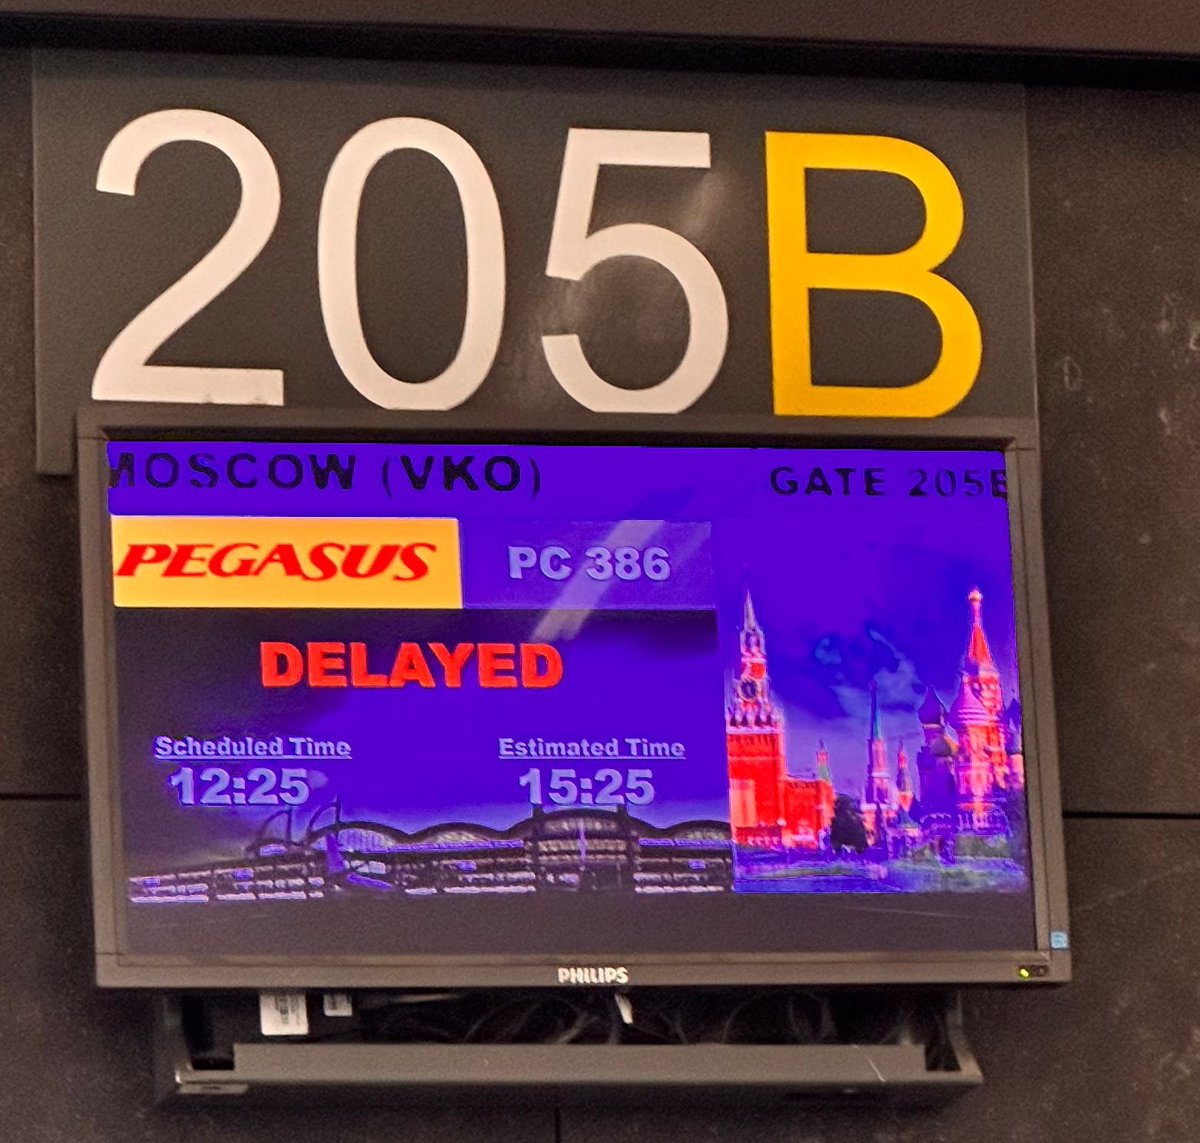 205B
MOSCOW (VKO) GATE 205B
PEGASUS PC 386
DELAYED
Scheduled Time Estimated Time
12:25 15:25
PHILIPS